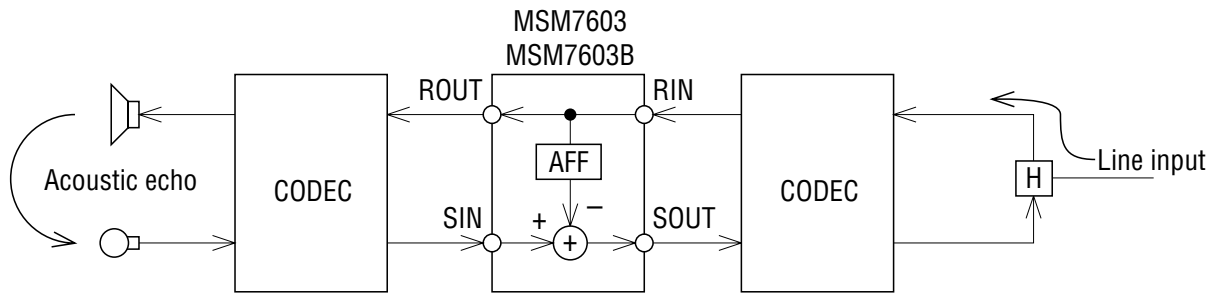 MSM7603
MSM7603B
ROUT
RIN
Line input
AFF
H
Acoustic echo
CODEC
CODEC
SIN
+
−
SOUT
+